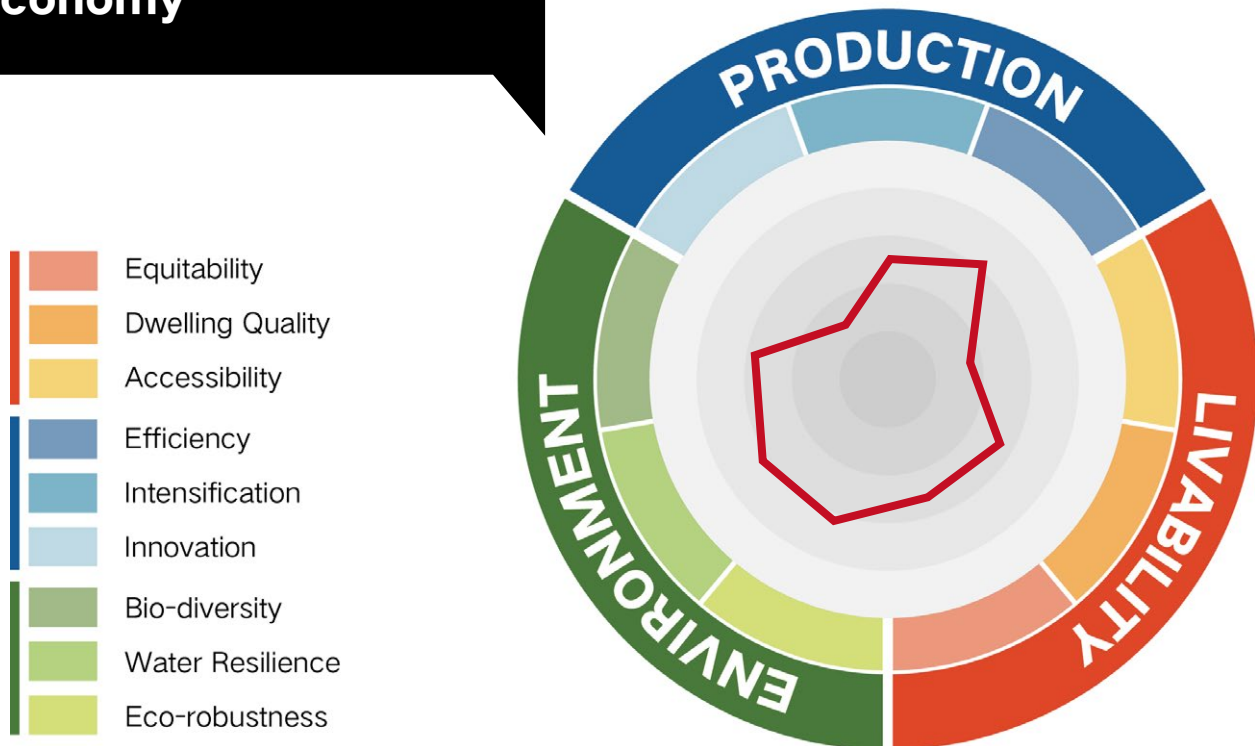 conomy
PRODUCTION
LIVABILITY
ENVIRONMENT
Equitability
Dwelling Quality
Accessibility
Efficiency
Intensification
Innovation
Bio-diversity
Water Resilience
Eco-robustness